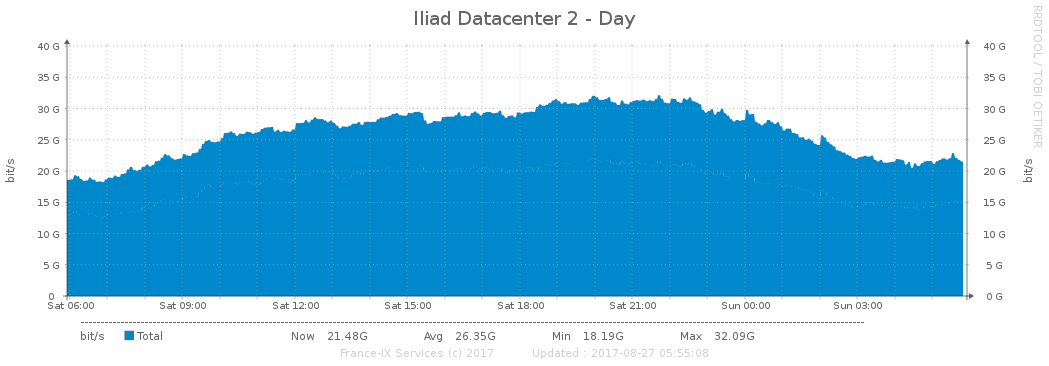 Iliad Datacenter 2 - Day
RRDTOOL / TOBI OETIKER
40 G 40 G
35 G 35 G
30 G 30 G
25 G 25 G
20 G 20 G
15 G 15 G
10 G 10 G
5 G 5 G
0 0 G
bit/s bit/s
Sat 06:00 Sat 09:00 Sat 12:00 Sat 15:00 Sat 18:00 Sat 21:00 Sun 00:00 Sun 03:00
bit/s Total Now 21.48G Avg 26.35G Min 18.19G Max 32.09G
France-IX Services (c) 2017 Updated : 2017-08-27 05:55:08